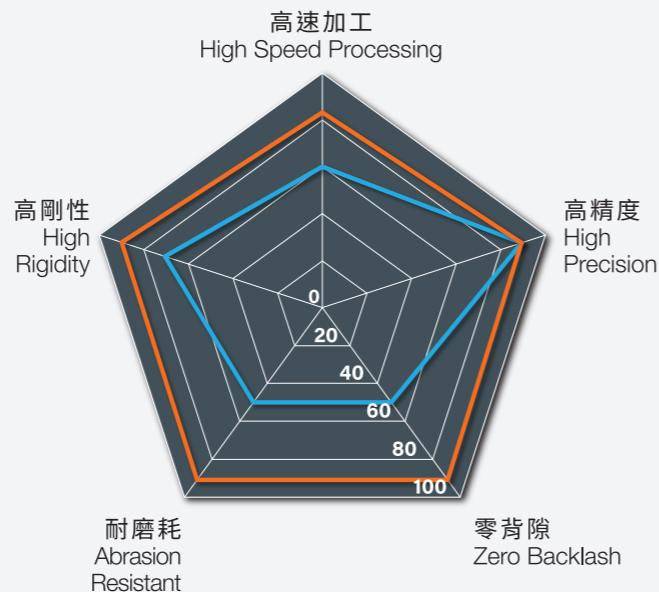 高速加工
High Speed Processing
高剛性
High
Rigidity
高精度
High
Precision
0
20
40
60
80
100
耐磨耗
Abrasion
Resistant
零背隙
Zero Backlash